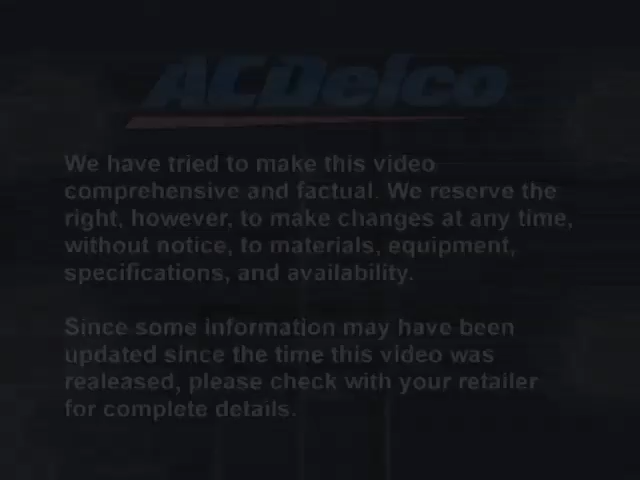 ACDelco
We have tried to make this video
comprehensive and factual. We reserve the
right, however, to make changes at any time,
without notice, to materials, equipment,
specifications, and availability.
Since some information may have been
updated since the time this video was
realeased, please check with your retailer
for complete details.